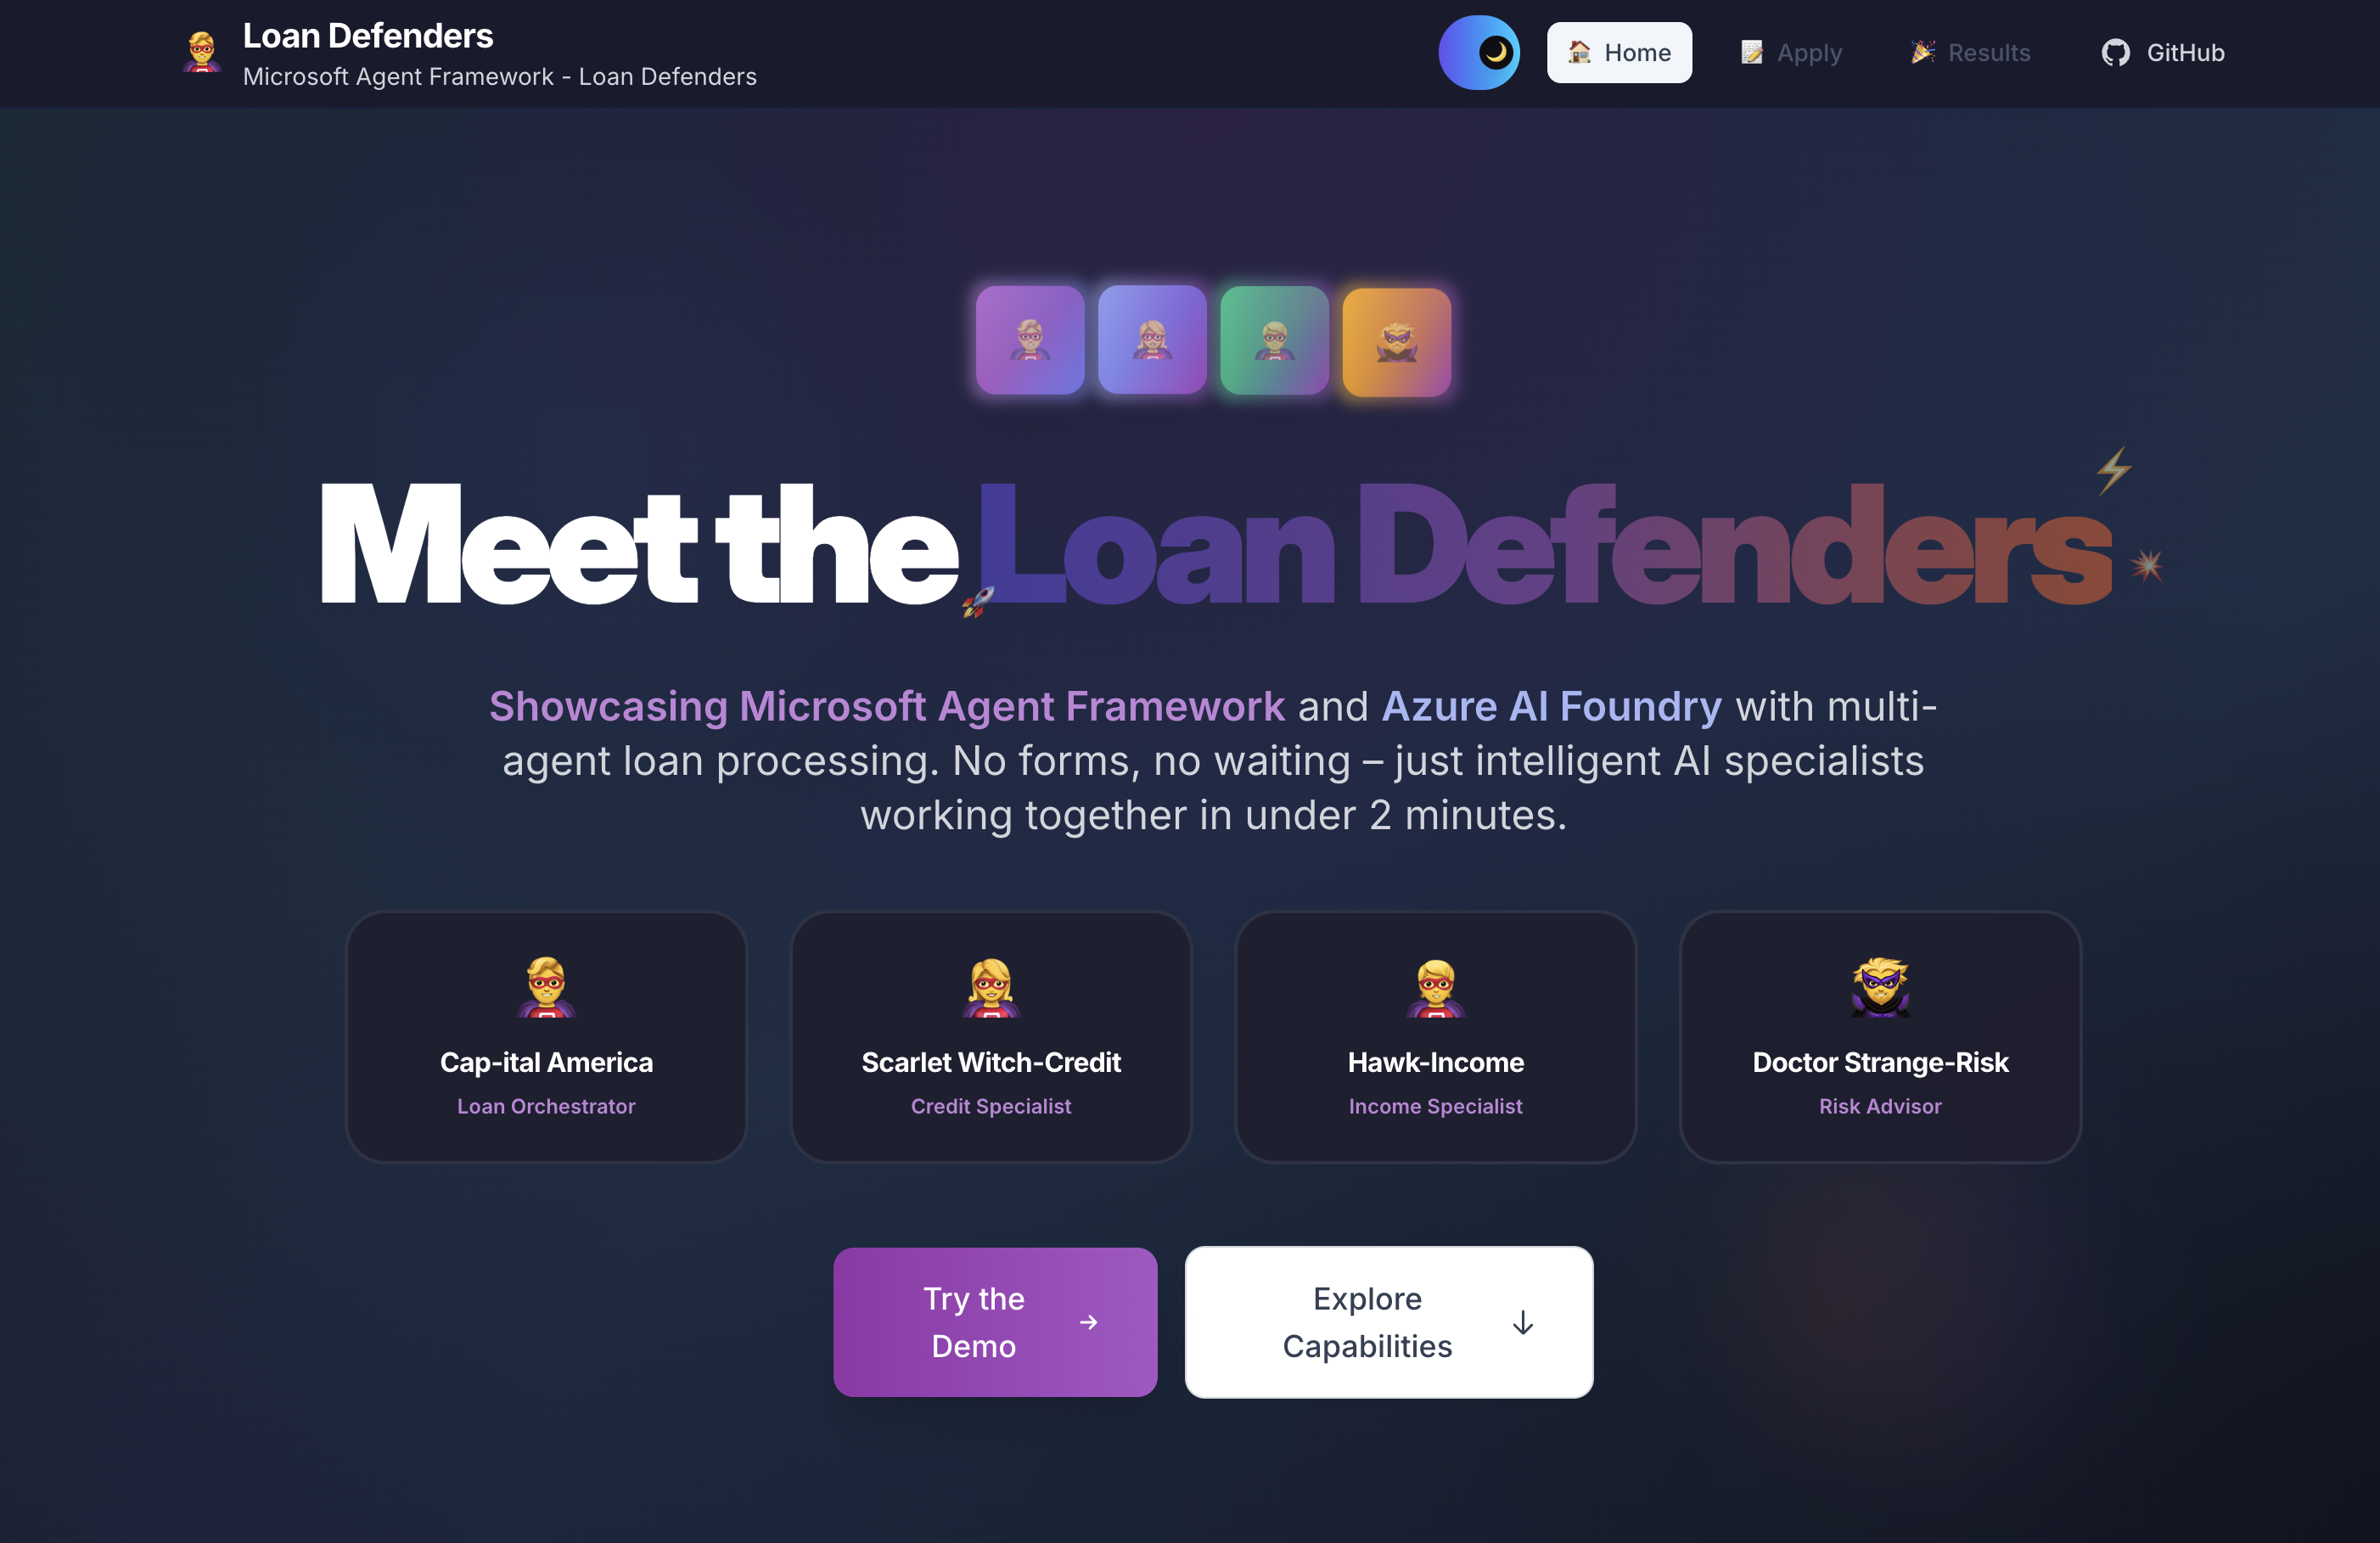 Loan Defenders
Microsoft Agent Framework - Loan Defenders
Home
Apply
Results
GitHub
Meet the Loan Defenders
Showcasing Microsoft Agent Framework and Azure AI Foundry with multi-
agent loan processing. No forms, no waiting – just intelligent AI specialists
working together in under 2 minutes.
Cap-ital America
Loan Orchestrator
Scarlet Witch-Credit
Credit Specialist
Hawk-Income
Income Specialist
Doctor Strange-Risk
Risk Advisor
Try the
Demo
Explore
Capabilities